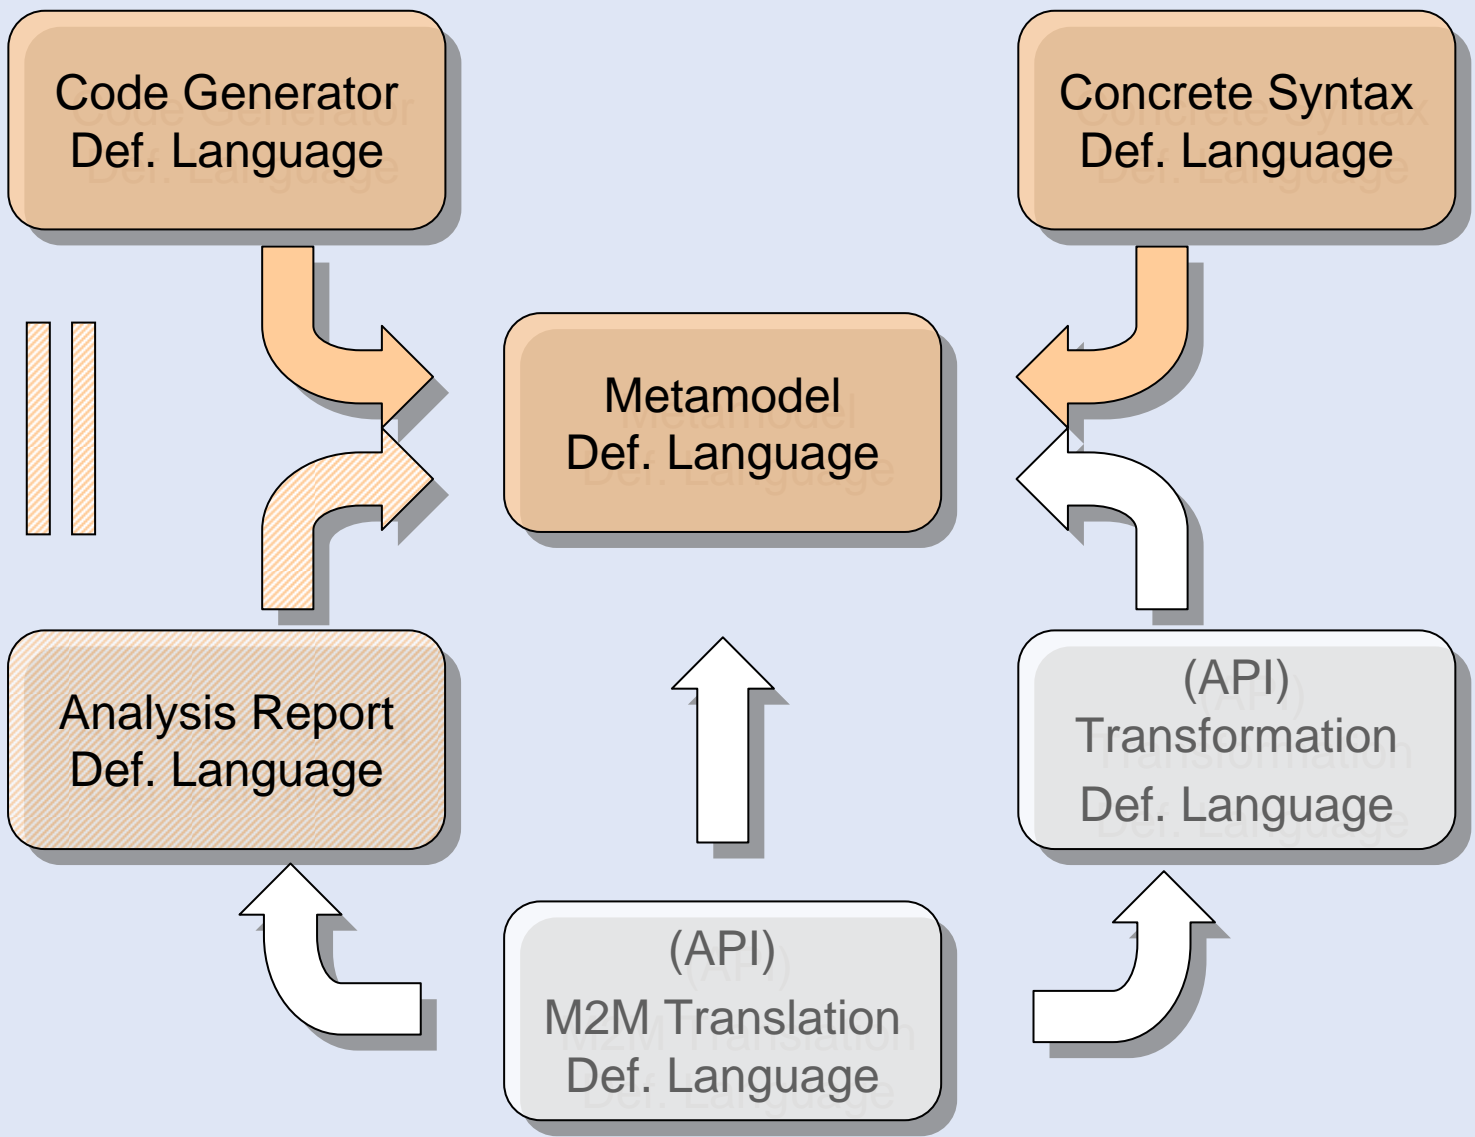 Code Generator
Def. Language
Concrete Syntax
Def. Language
Metamodel
Def. Language
Analysis Report
Def. Language
(API)
Transformation
Def. Language
(API)
M2M Translation
Def. Language